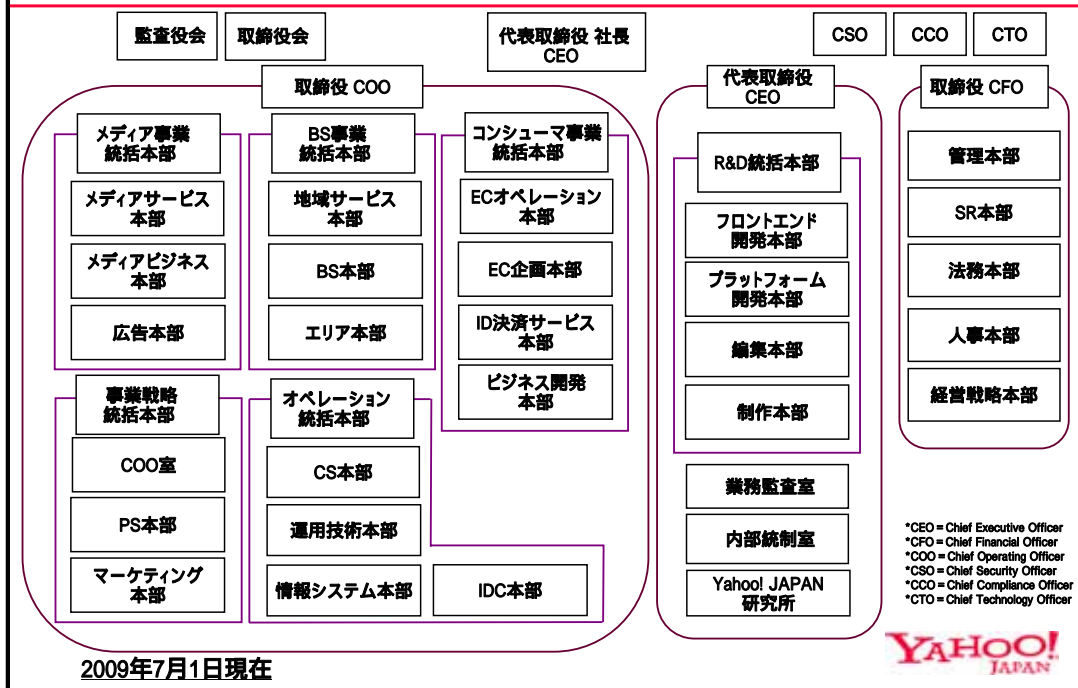 監査役会
取締役会
代表取締役 社長
CEO
CSO
CCO
CTO
取締役 COO
メディア事業
統括本部
メディアサービス
本部
メディアビジネス
本部
広告本部
BS事業
統括本部
地域サービス
本部
BS本部
エリア本部
コンシューマ事業
統括本部
ECオペレーション
本部
EC企画本部
ID決済サービス
本部
ビジネス開発
本部
事業戦略
統括本部
COO室
PS本部
マーケティング
本部
オペレーション
統括本部
CS本部
運用技術本部
情報システム本部
IDC本部
代表取締役
CEO
R&D統括本部
フロントエンド
開発本部
プラットフォーム
開発本部
編集本部
制作本部
業務監査室
内部統制室
Yahoo! JAPAN
研究所
取締役 CFO
管理本部
SR本部
法務本部
人事本部
経営戦略本部
*CEO = Chief Executive Officer
*CFO = Chief Financial Officer
*COO = Chief Operating Officer
*CSO = Chief Security Officer
*CCO = Chief Compliance Officer
*CTO = Chief Technology Officer
2009年7月1日現在
YAHOO!
JAPAN